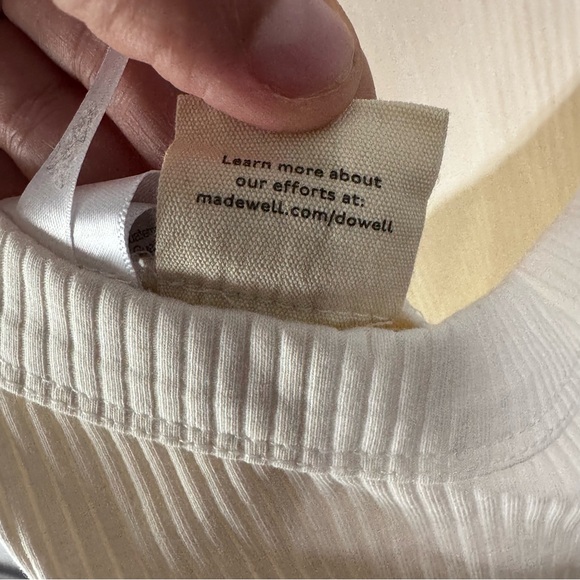 Learn more about
our efforts at:
madewell.com/dowell